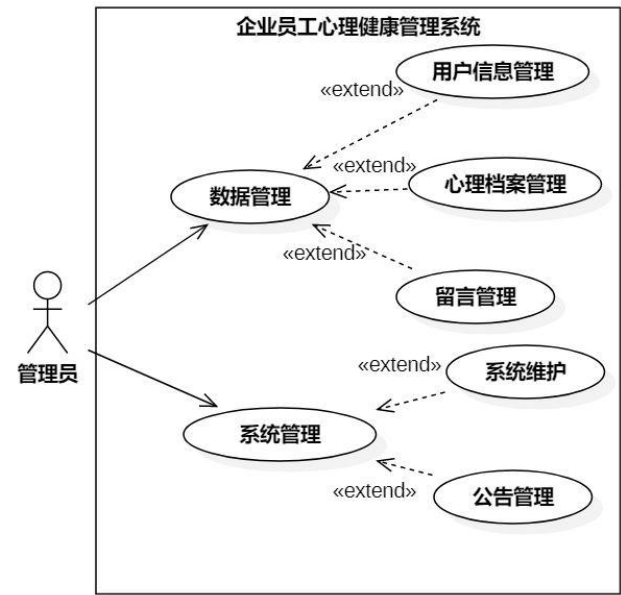 企业员工心理健康管理系统
用户信息管理
«extend»
«extend»
心理档案管理
数据管理
«extend»
留言管理
管理员
«extend»
系统维护
系统管理
«extend»
公告管理